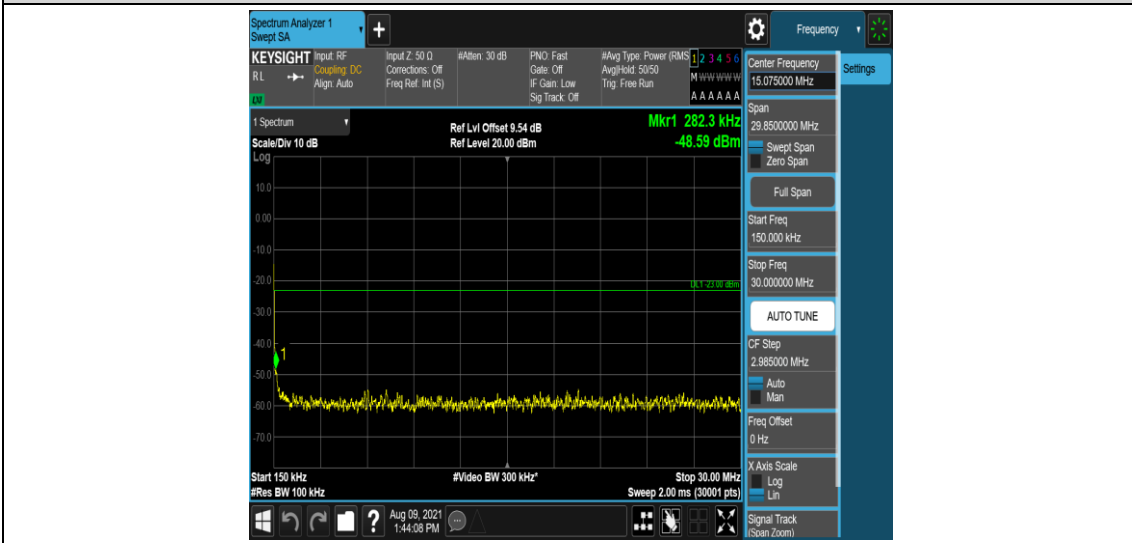 Spectrum Analyzer 1
Swept SA
+
Frequency
KEYSIGHT
Input: RF
Input Z: 50 Ω
#Atten: 30 dB
PNO: Fast
#Avg Type: Power (RMS
1 2 3 4 5 6
R L
Coupling: DC
Corrections: Off
Gate: Off
Avg|Hold: 50/50
M W W W W W
Align: Auto
Freq Ref: Int (S)
IF Gain: Low
Trig: Free Run
Sig Track: Off
A A A A A A
LXI
1 Spectrum
Ref Lvl Offset 9.54 dB
Mkr1 282.3 kHz
Scale/Div 10 dB
Ref Level 20.00 dBm
-48.59 dBm
Log
10.0
0.00
-10.0
-20.0
DL1 -23.00 dBm
-30.0
-40.0
1
-50.0
-60.0
-70.0
Start 150 kHz
#Video BW 300 kHz*
Stop 30.00 MHz
#Res BW 100 kHz
Sweep 2.00 ms (30001 pts)
?
Aug 09, 2021
1:44:08 PM
Center Frequency
15.075000 MHz
Settings
Span
29.8500000 MHz
Swept Span
Zero Span
Full Span
Start Freq
150.000 kHz
Stop Freq
30.000000 MHz
AUTO TUNE
CF Step
2.985000 MHz
Auto
Man
Freq Offset
0 Hz
X Axis Scale
Log
Lin
Signal Track
(Span Zoom)